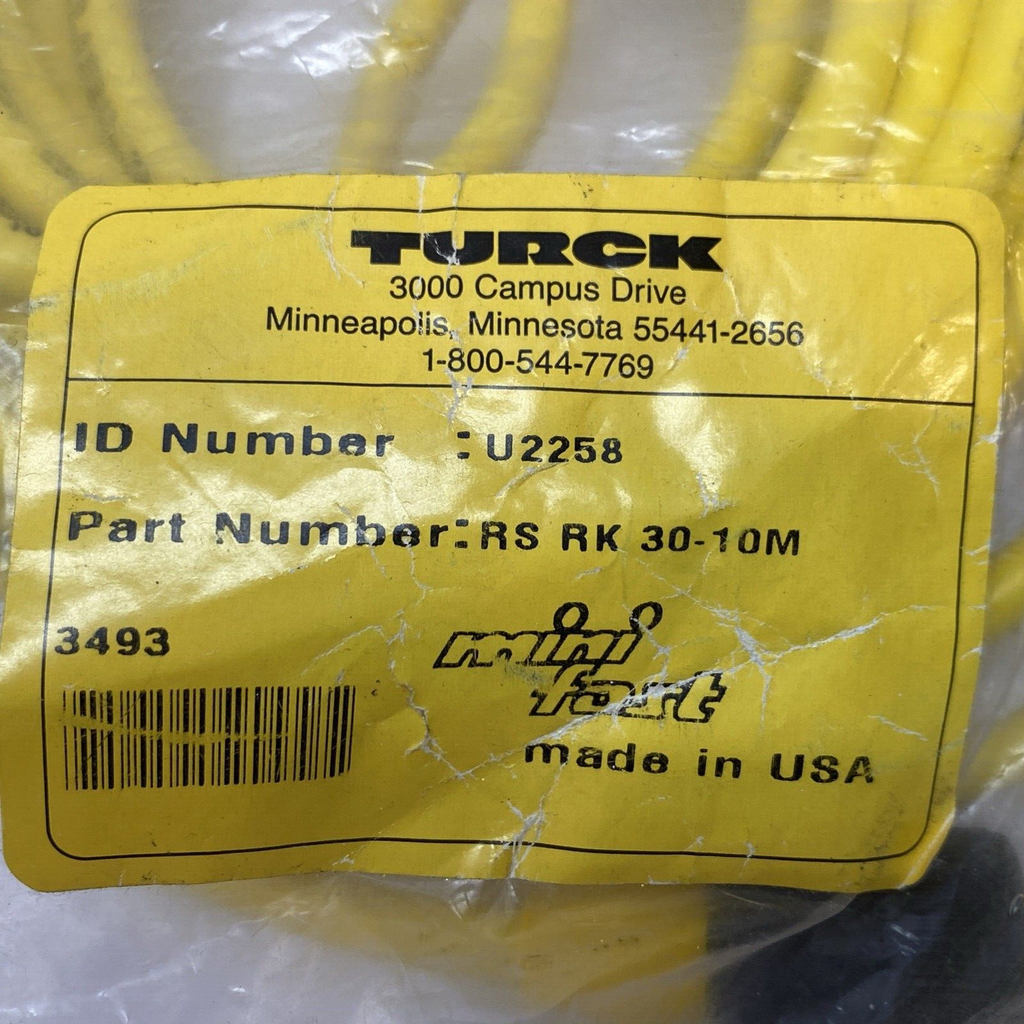 TURCK
3000 Campus Drive
Minneapolis, Minnesota 55441-2656
1-800-544-7769
ID Number : U2258
Part Number: RS RK 30-10M
3493
mini
fast
made in USA